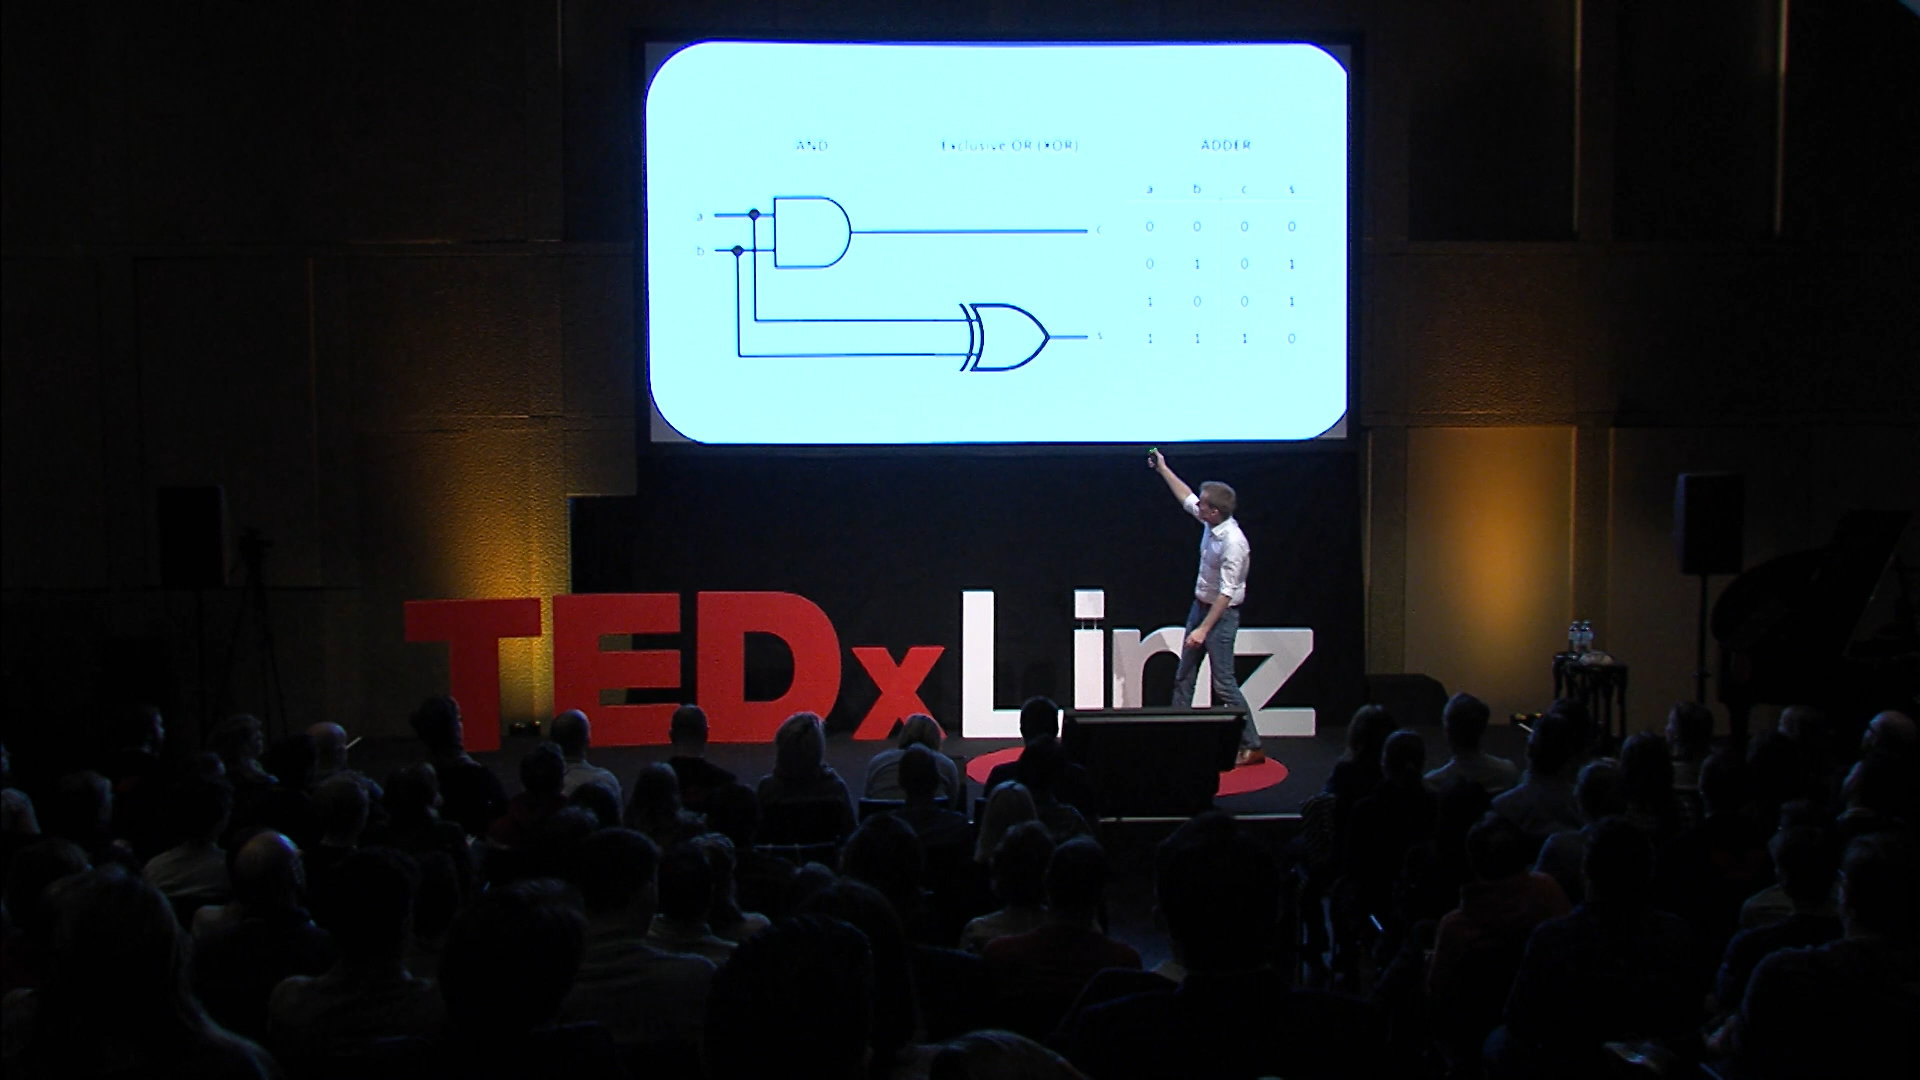 AND Exclusive OR (XOR) ADDER
a b c s
a
0 0 0 0
c
b
0 1 0 1
1 0 0 1
s
1 1 1 0
TEDxLinz